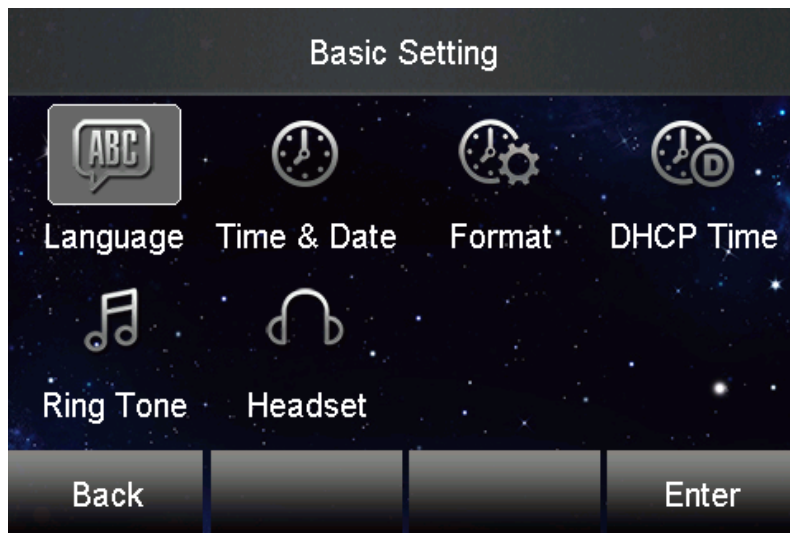 Basic Setting
ABC
Language Time & Date Format DHCP Time
D
Ring Tone Headset
Back Enter